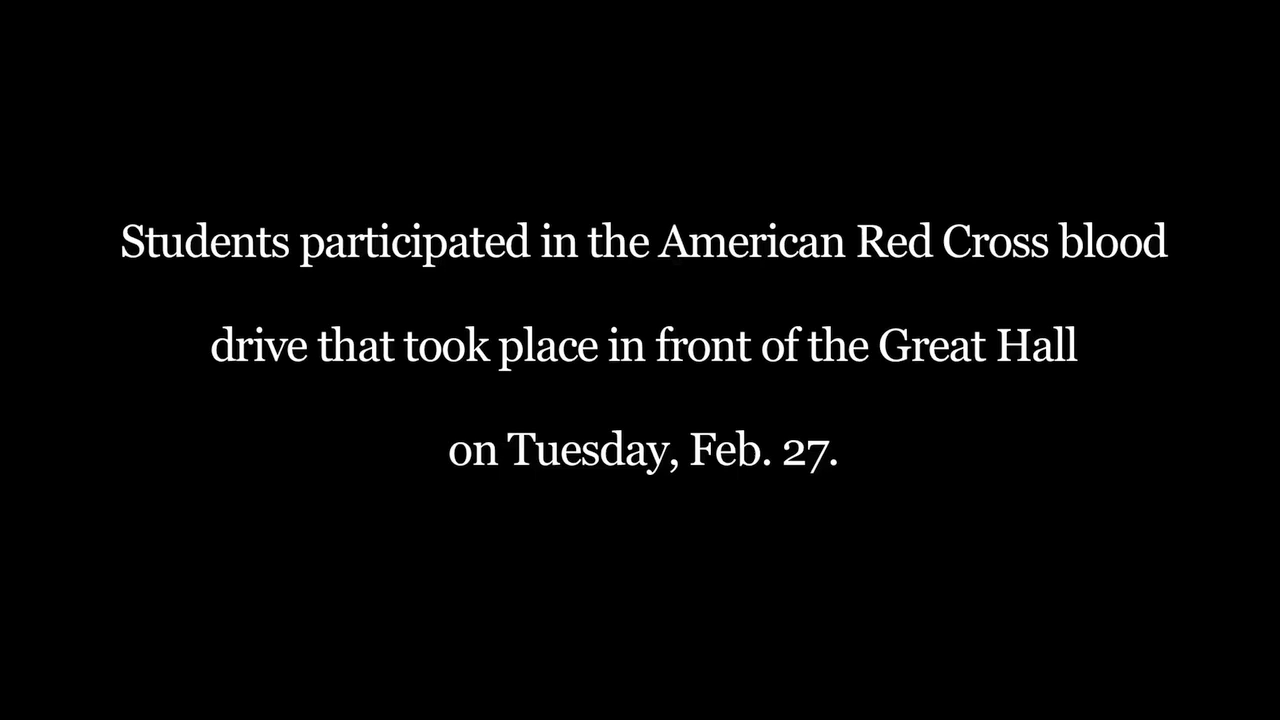 Students participated in the American Red Cross blood
drive that took place in front of the Great Hall
on Tuesday, Feb. 27.